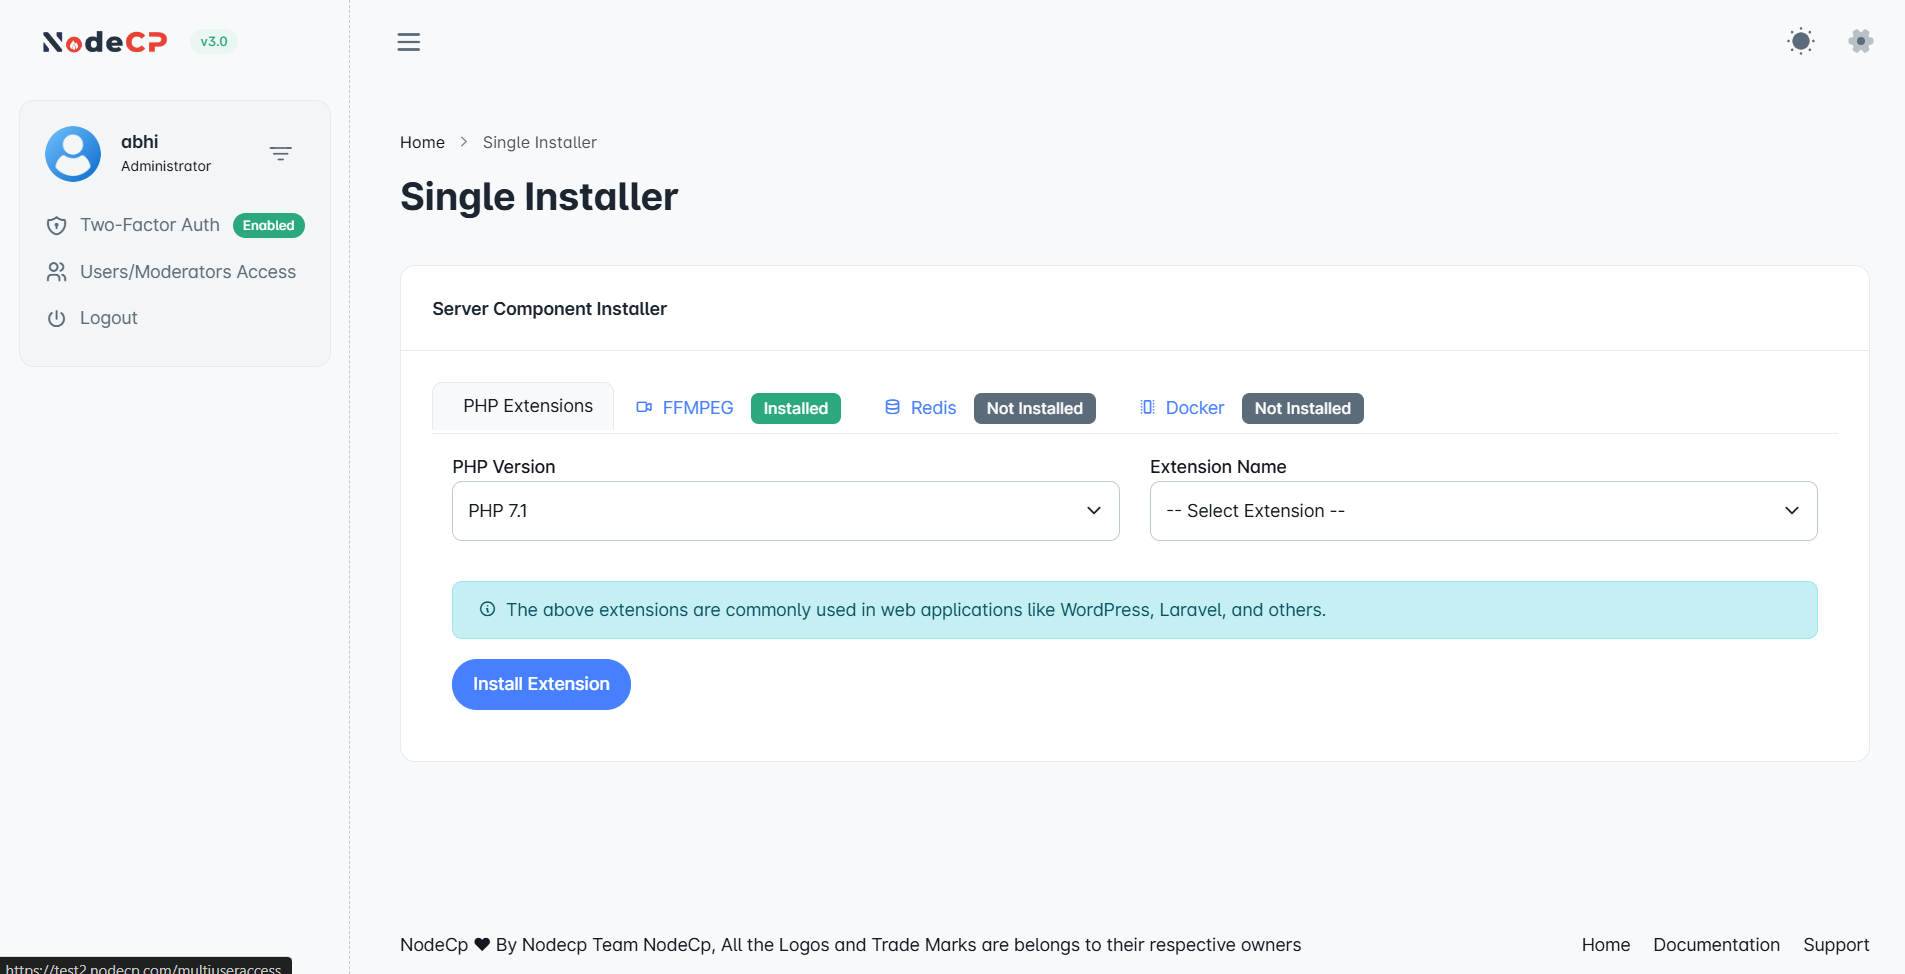 NodeCP v3.0
abhi
Administrator
Two-Factor Auth Enabled
Users/Moderators Access
Logout
Home > Single Installer
Single Installer
Server Component Installer
PHP Extensions FFMPEG Installed Redis Not Installed Docker Not Installed
PHP Version Extension Name
PHP 7.1 -- Select Extension --
The above extensions are commonly used in web applications like WordPress, Laravel, and others.
Install Extension
NodeCp ♥ By Nodecp Team NodeCp, All the Logos and Trade Marks are belongs to their respective owners Home Documentation Support
https://test2.nodecp.com/multiuseraccess